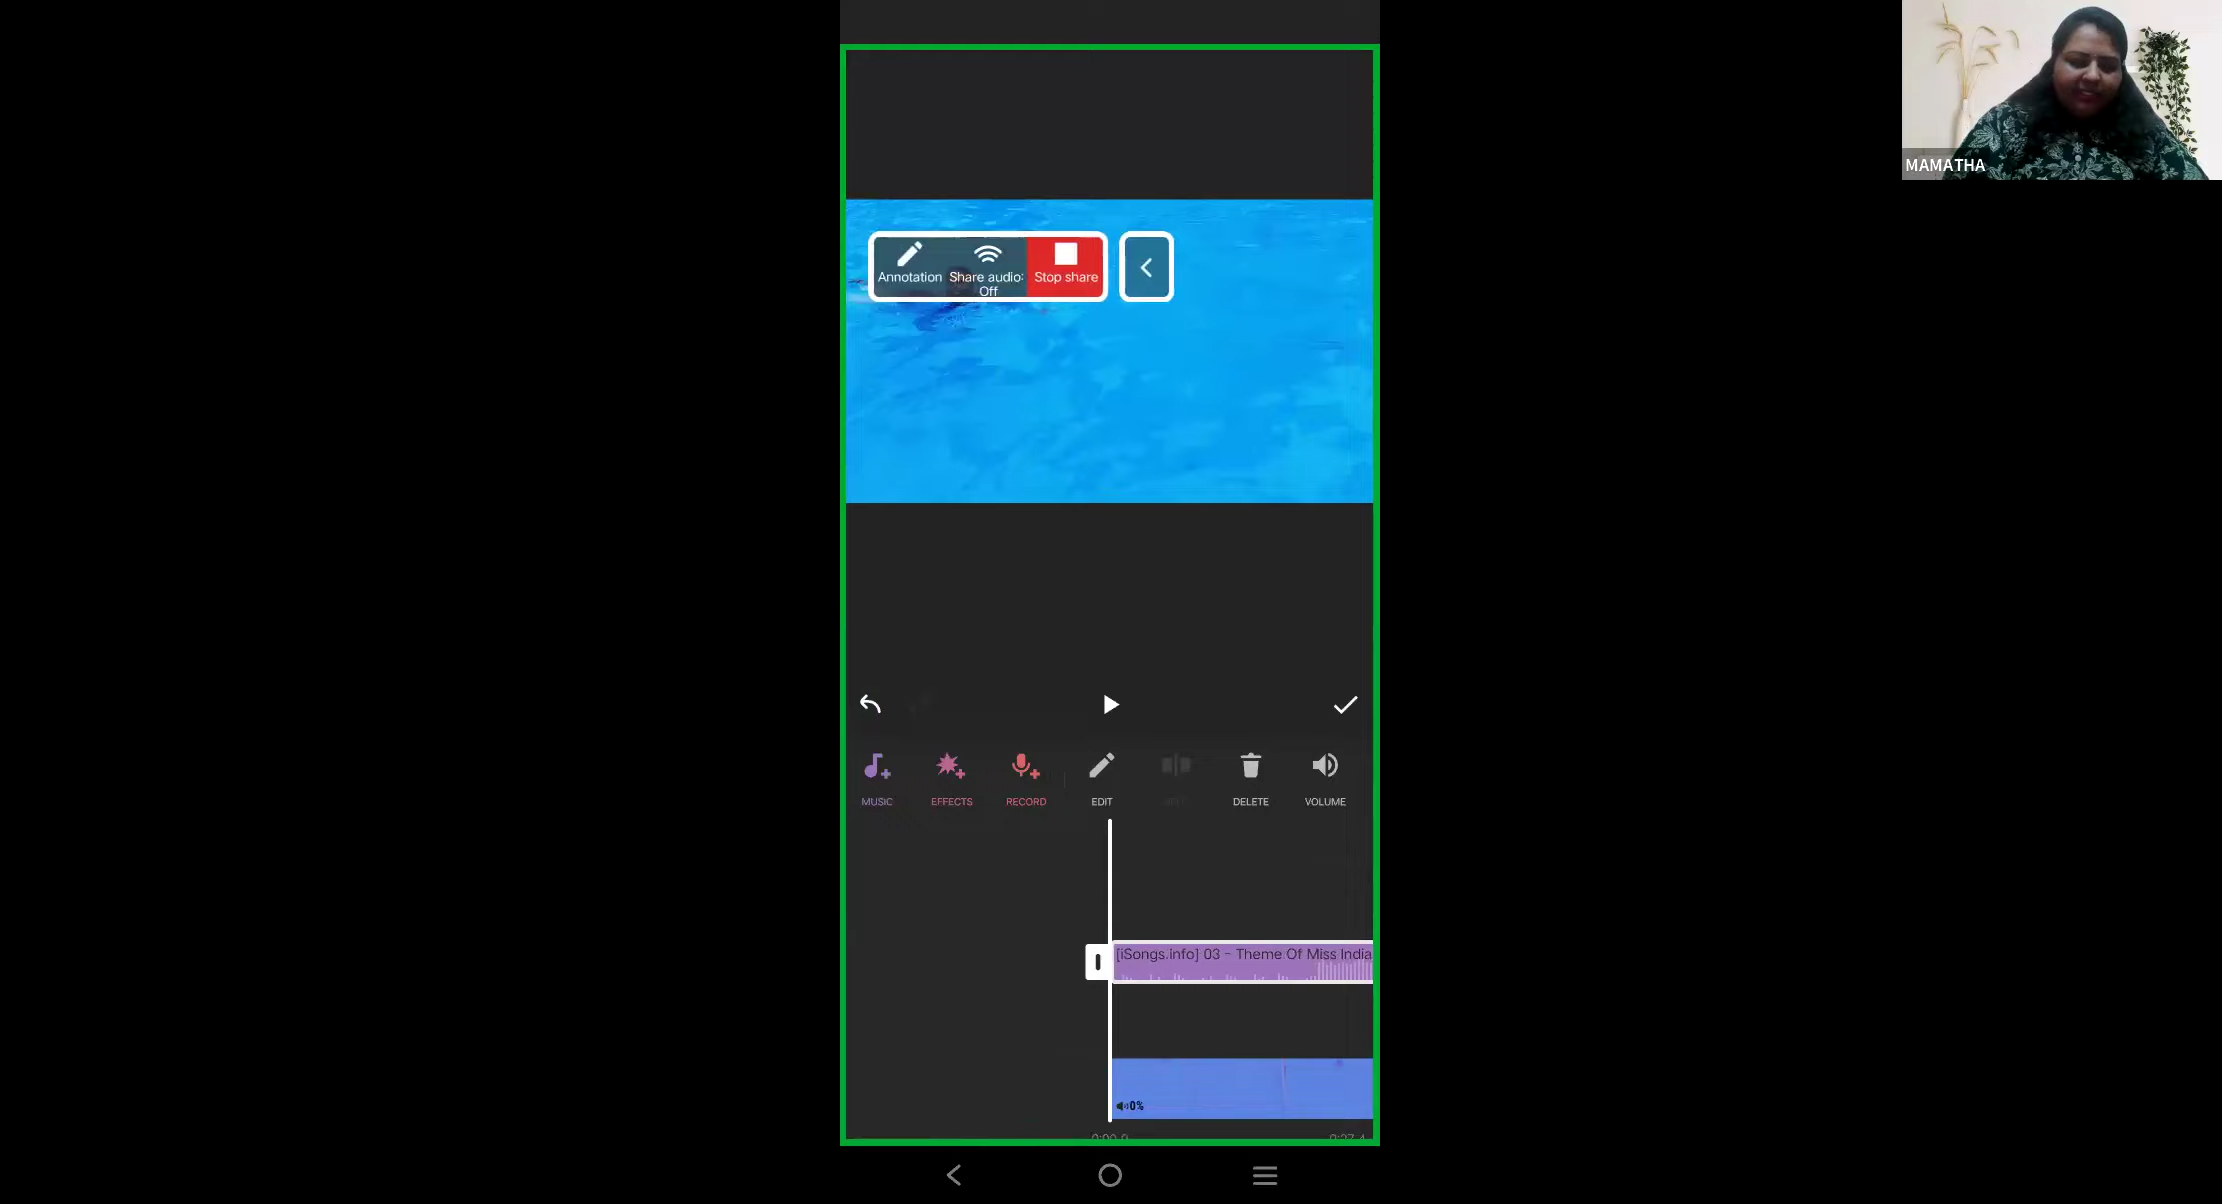 MAMATHA
Annotation
Share audio:
Off
Stop share
MUSIC
EFFECTS
RECORD
EDIT
DELETE
VOLUME
[iSongs.info] 03 - Theme Of Miss India
0%